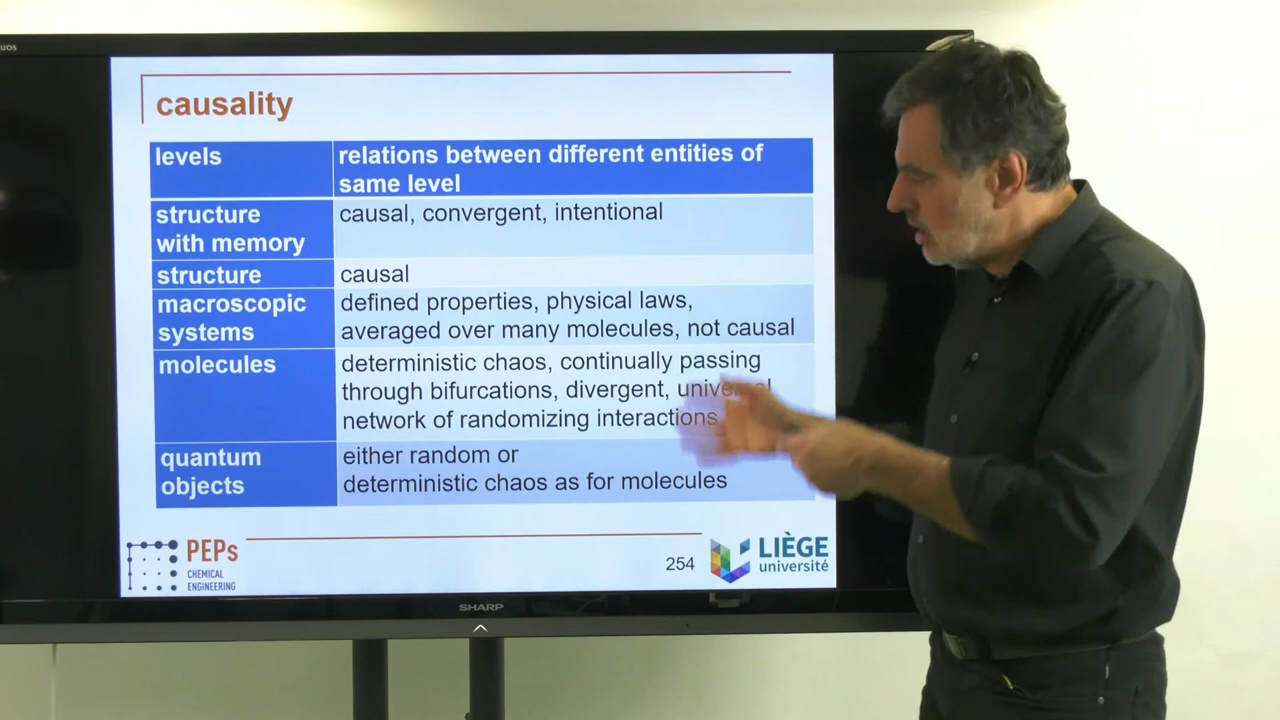 causality
levels
relations between different entities of
same level
structure
with memory
causal, convergent, intentional
structure
causal
macroscopic
systems
defined properties, physical laws,
averaged over many molecules, not causal
molecules
deterministic chaos, continually passing
through bifurcations, divergent, universal
network of randomizing interactions
quantum
objects
either random or
deterministic chaos as for molecules
PEPs
CHEMICAL
ENGINEERING
254
LIÈGE
université
SHARP